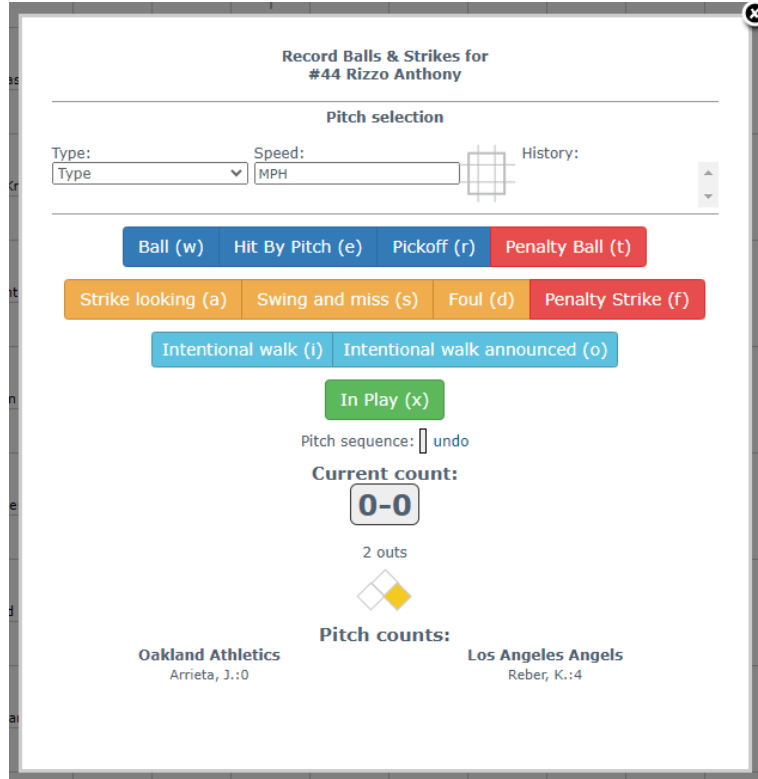 Record Balls & Strikes for
#44 Rizzo Anthony
Pitch selection
Type: Speed: History:
Type MPH
Ball (w) Hit By Pitch (e) Pickoff (r) Penalty Ball (t)
Strike looking (a) Swing and miss (s) Foul (d) Penalty Strike (f)
Intentional walk (i) Intentional walk announced (o)
In Play (x)
Pitch sequence: undo
Current count:
0-0
2 outs
Pitch counts:
Oakland Athletics Los Angeles Angels
Arrieta, J.:0 Reber, K.:4